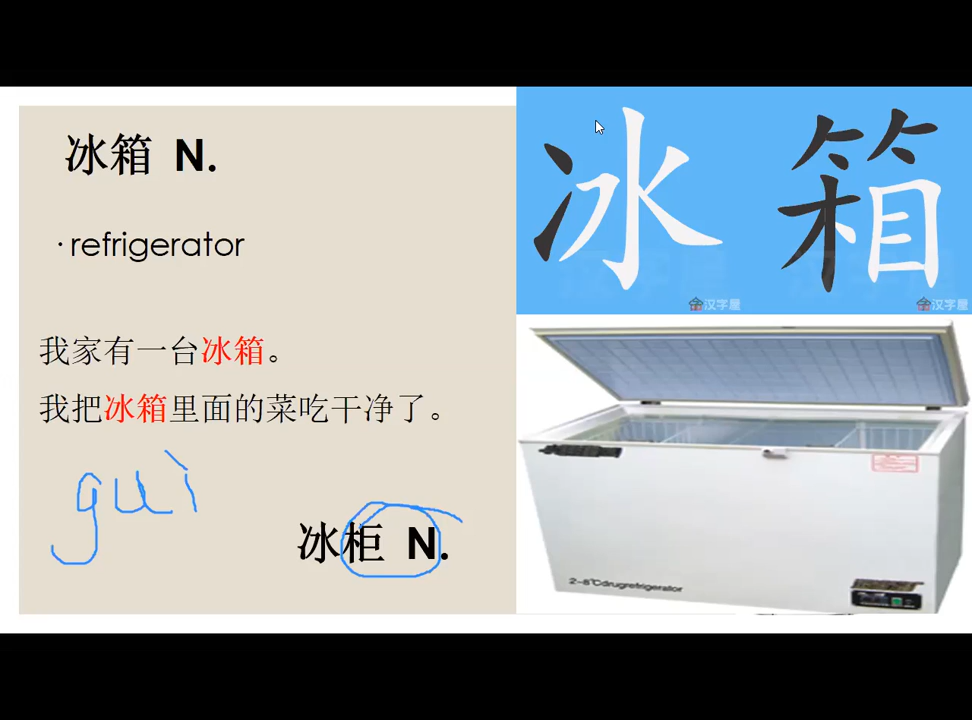 冰箱 N.
·refrigerator
我家有一台冰箱。
我把冰箱里面的菜吃干净了。
guì
冰柜 N.
冰 箱
汉字屋 汉字屋
2-8℃drugrefrigerator